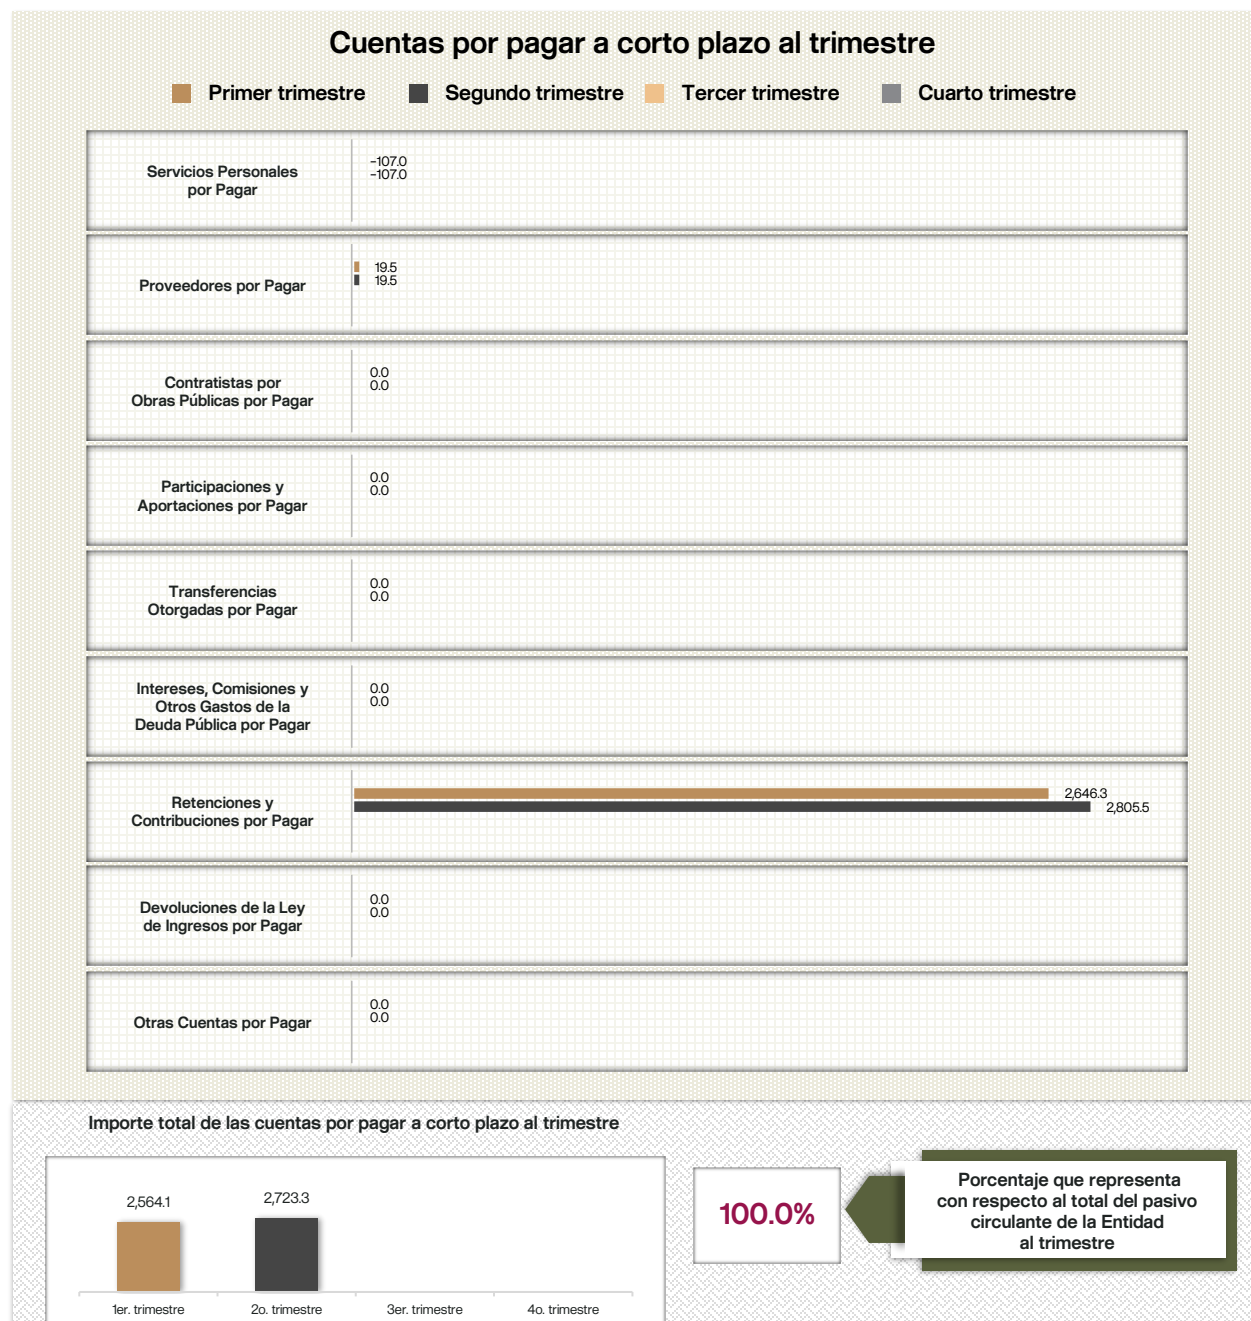 Cuentas por pagar a corto plazo al trimestre
Primer trimestre
Segundo trimestre
Tercer trimestre
Cuarto trimestre
Servicios Personales
por Pagar
-107.0
-107.0
Proveedores por Pagar
19.5
19.5
Contratistas por
Obras Públicas por Pagar
0.0
0.0
Participaciones y
Aportaciones por Pagar
0.0
0.0
Transferencias
Otorgadas por Pagar
0.0
0.0
Intereses, Comisiones y
Otros Gastos de la
Deuda Pública por Pagar
0.0
0.0
Retenciones y
Contribuciones por Pagar
2,646.3
2,805.5
Devoluciones de la Ley
de Ingresos por Pagar
0.0
0.0
Otras Cuentas por Pagar
0.0
0.0
Importe total de las cuentas por pagar a corto plazo al trimestre
2,564.1
2,723.3
1er. trimestre
2o. trimestre
3er. trimestre
4o. trimestre
100.0%
Porcentaje que representa
con respecto al total del pasivo
circulante de la Entidad
al trimestre